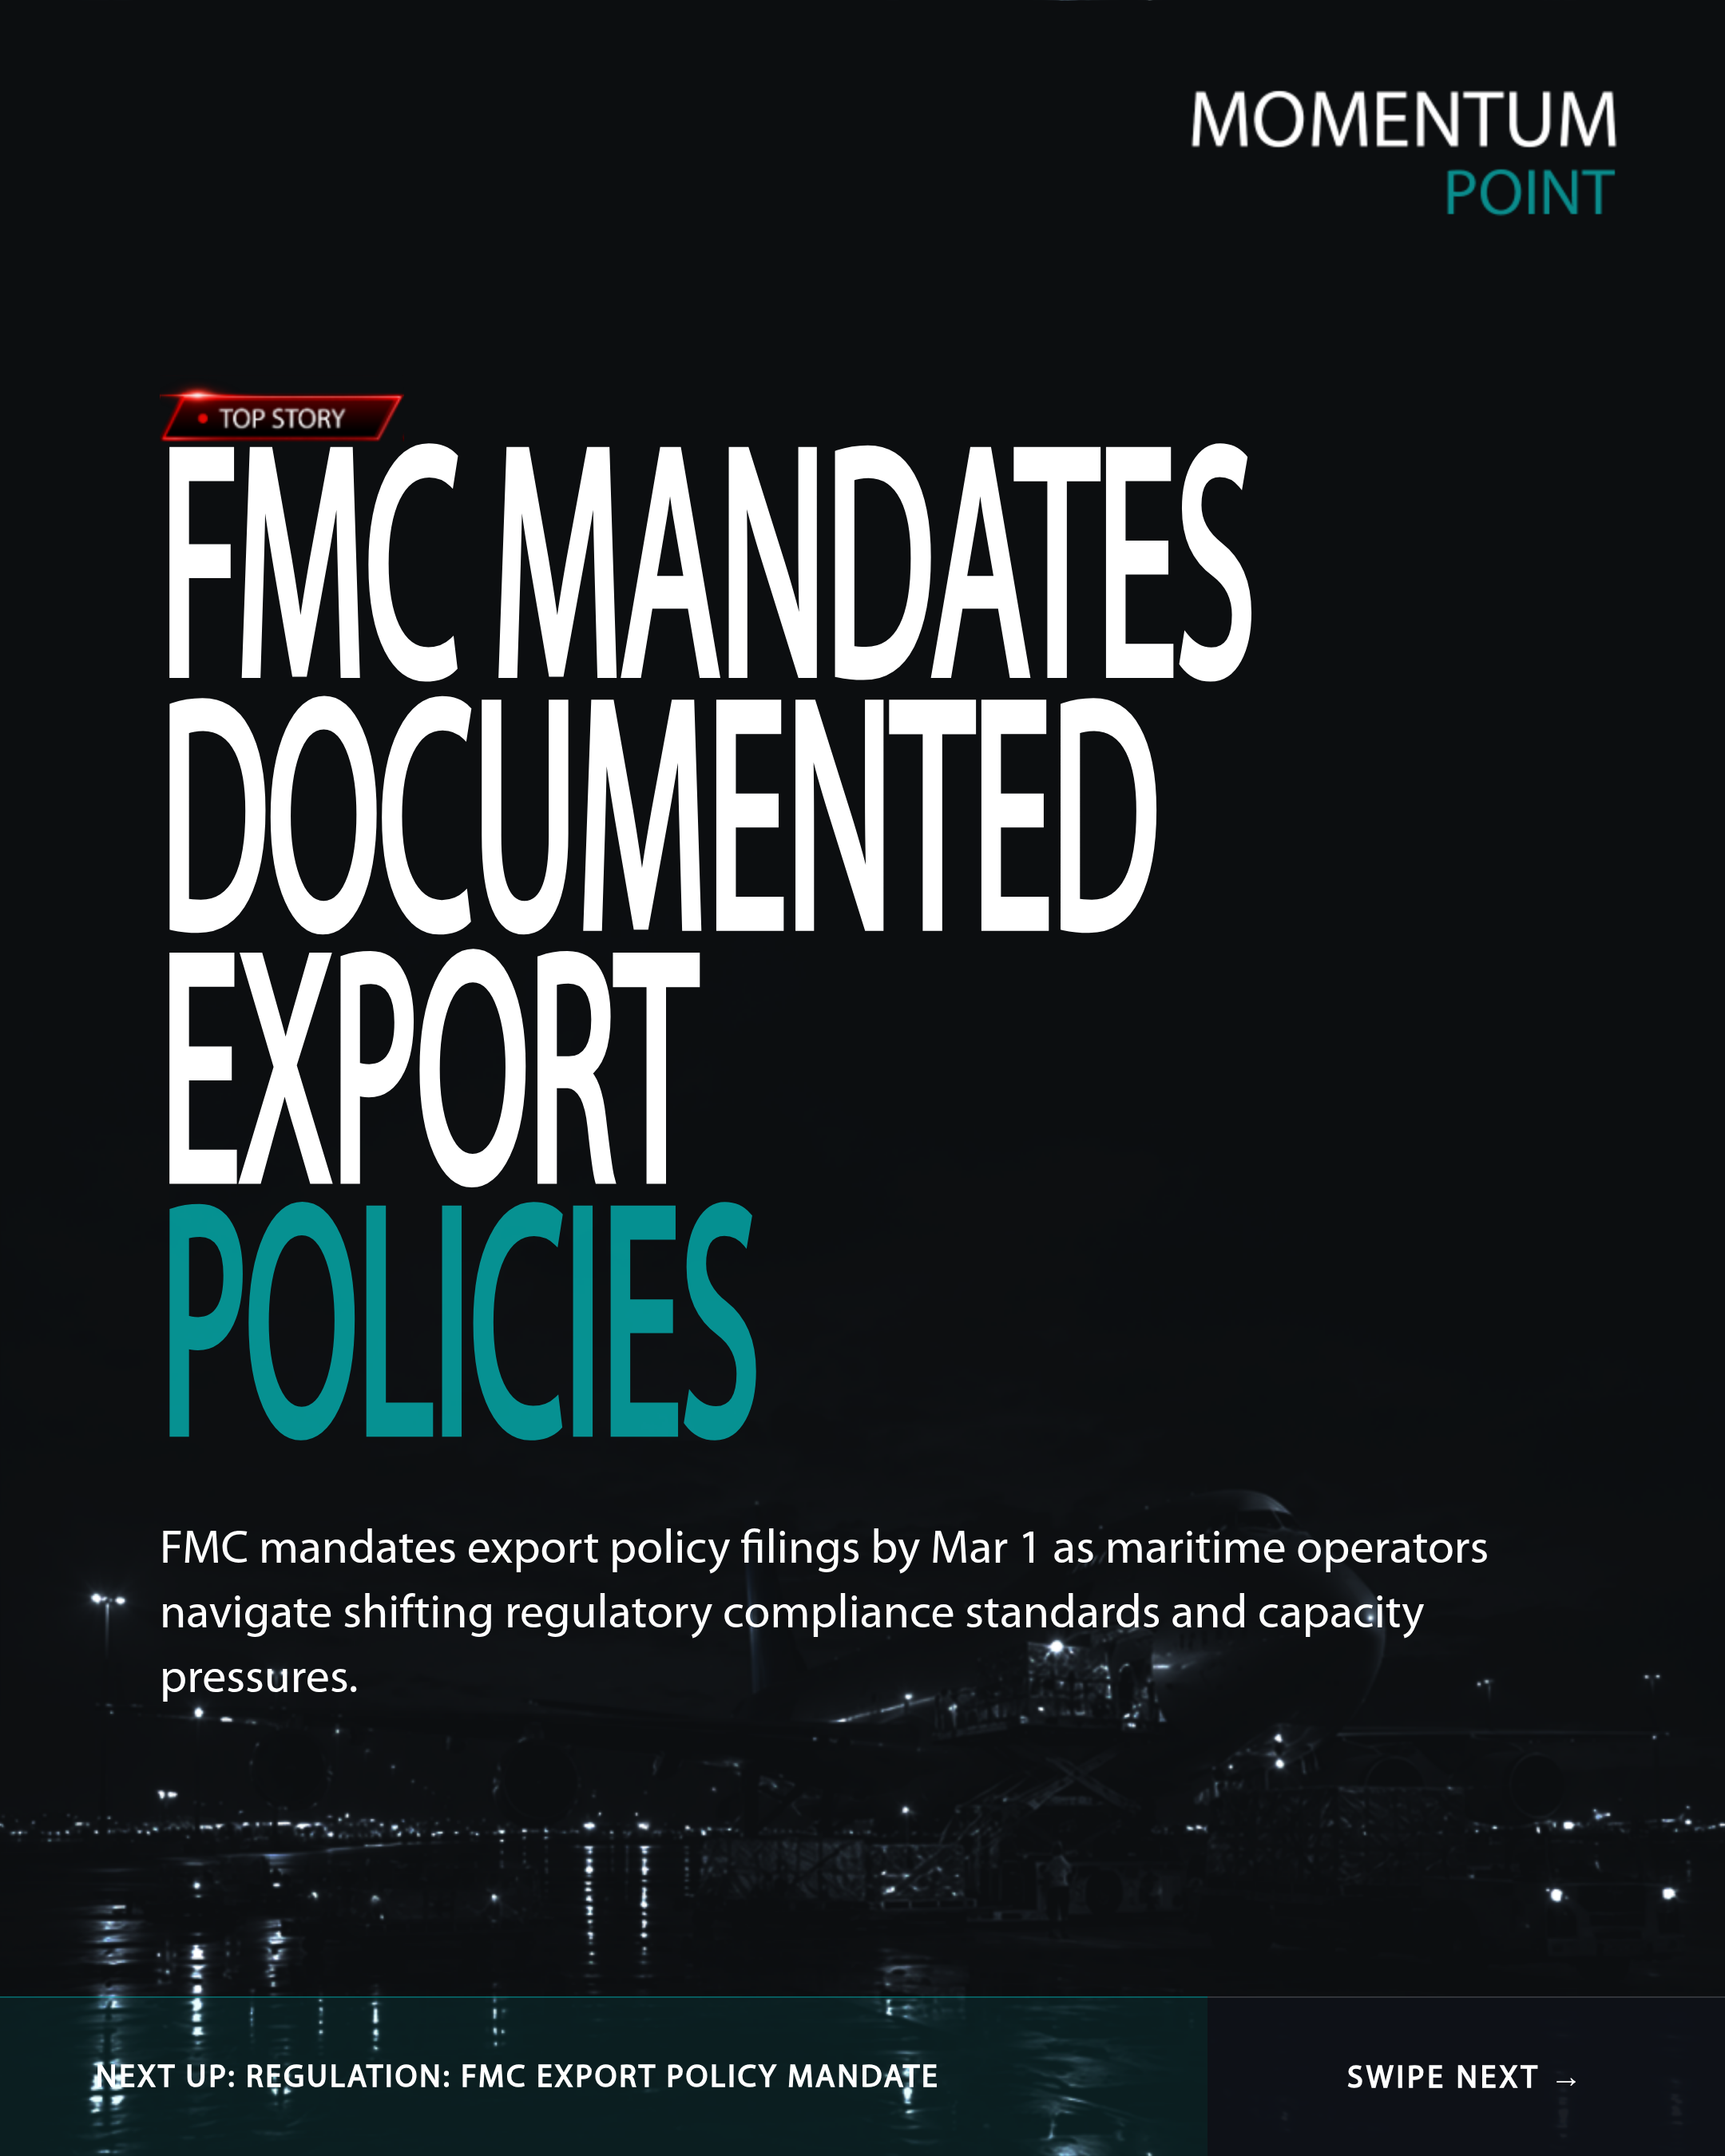 MOMENTUM
POINT
TOP STORY
FMC MANDATES
DOCUMENTED
EXPORT
POLICIES
FMC mandates export policy filings by Mar 1 as maritime operators
navigate shifting regulatory compliance standards and capacity
pressures.
NEXT UP: REGULATION: FMC EXPORT POLICY MANDATE
SWIPE NEXT →